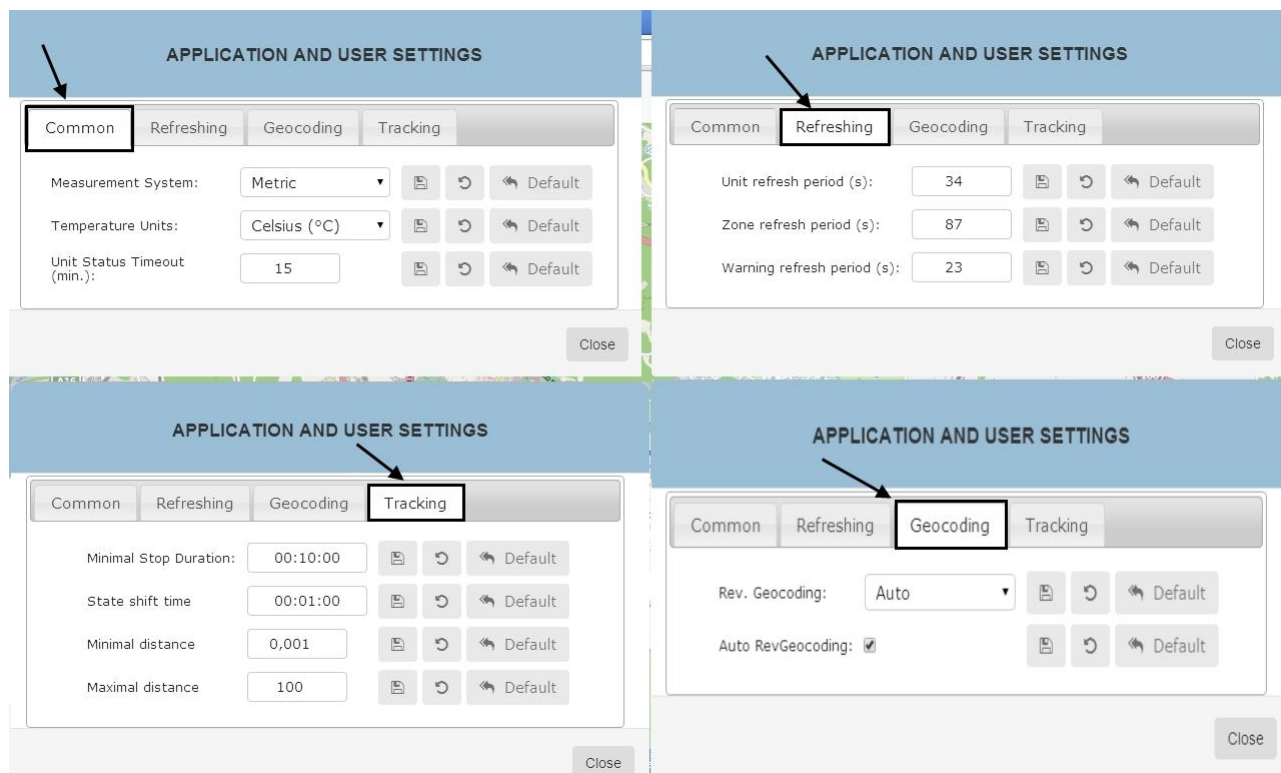 APPLICATION AND USER SETTINGS
Common Refreshing Geocoding Tracking
Measurement System: Metric Default
Temperature Units: Celsius (°C) Default
Unit Status Timeout
(min.): 15 Default
Close
APPLICATION AND USER SETTINGS
Common Refreshing Geocoding Tracking
Unit refresh period (s): 34 Default
Zone refresh period (s): 87 Default
Warning refresh period (s): 23 Default
Close
APPLICATION AND USER SETTINGS
Common Refreshing Geocoding Tracking
Minimal Stop Duration: 00:10:00 Default
State shift time 00:01:00 Default
Minimal distance 0,001 Default
Maximal distance 100 Default
Close
APPLICATION AND USER SETTINGS
Common Refreshing Geocoding Tracking
Rev. Geocoding: Auto Default
Auto RevGeocoding: Default
Close